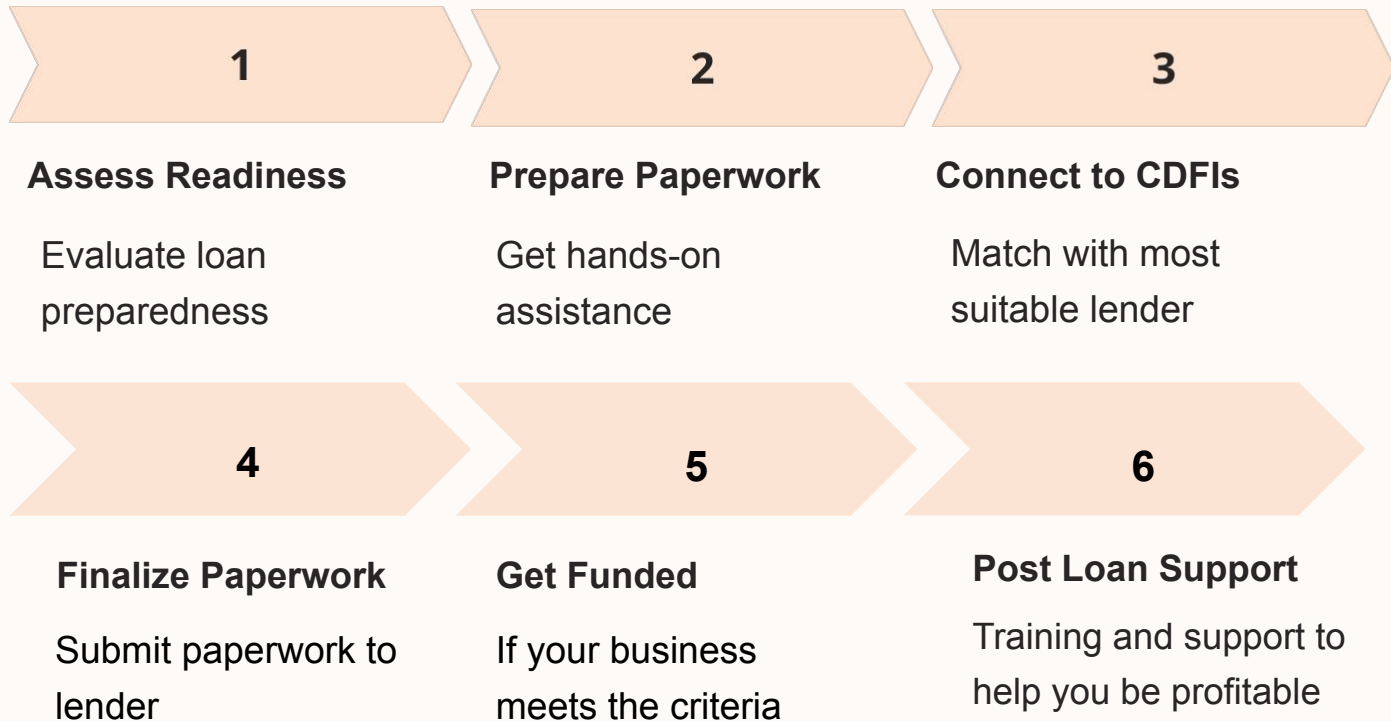 1
2
3
Assess Readiness
Prepare Paperwork
Connect to CDFIs
Evaluate loan
preparedness
Get hands-on
assistance
Match with most
suitable lender
4
5
6
Finalize Paperwork
Get Funded
Post Loan Support
Submit paperwork to
lender
If your business
meets the criteria
Training and support to
help you be profitable